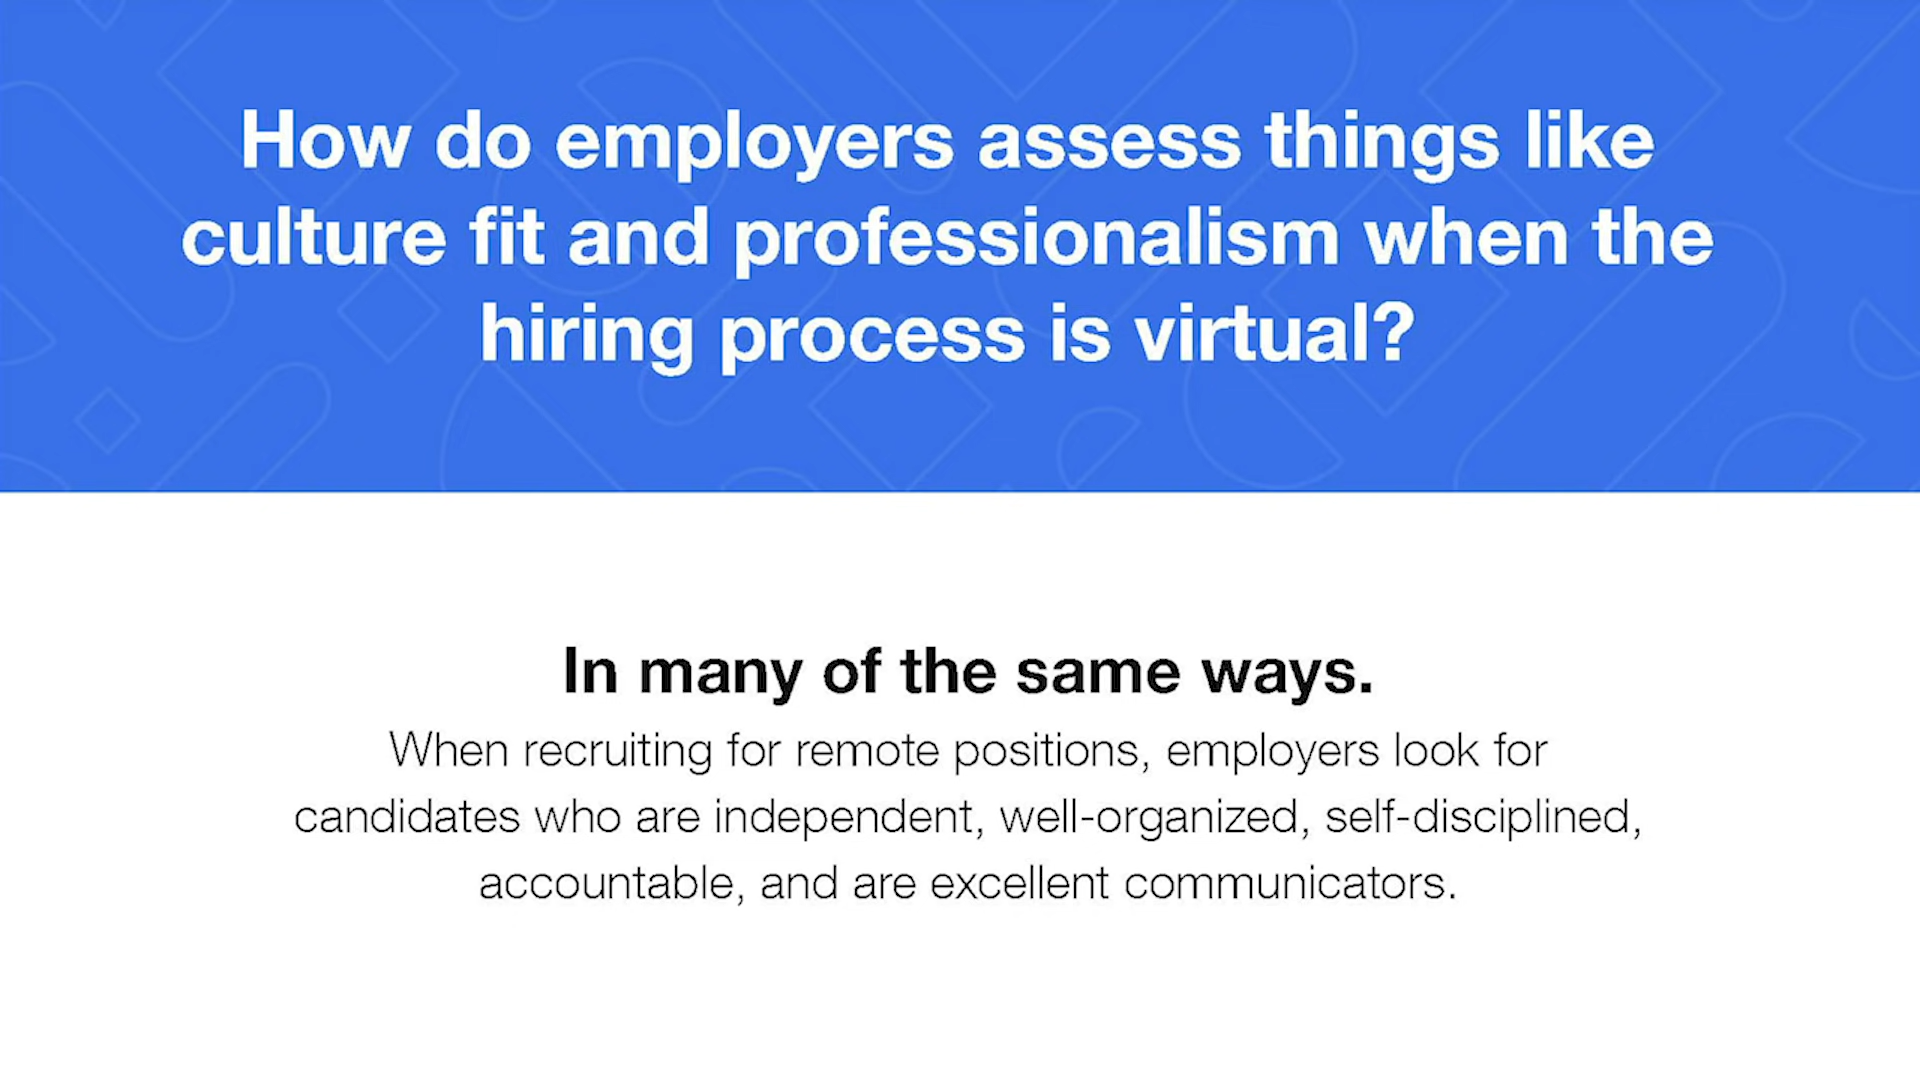 How do employers assess things like
culture fit and professionalism when the
hiring process is virtual?
In many of the same ways.
When recruiting for remote positions, employers look for
candidates who are independent, well-organized, self-disciplined,
accountable, and are excellent communicators.